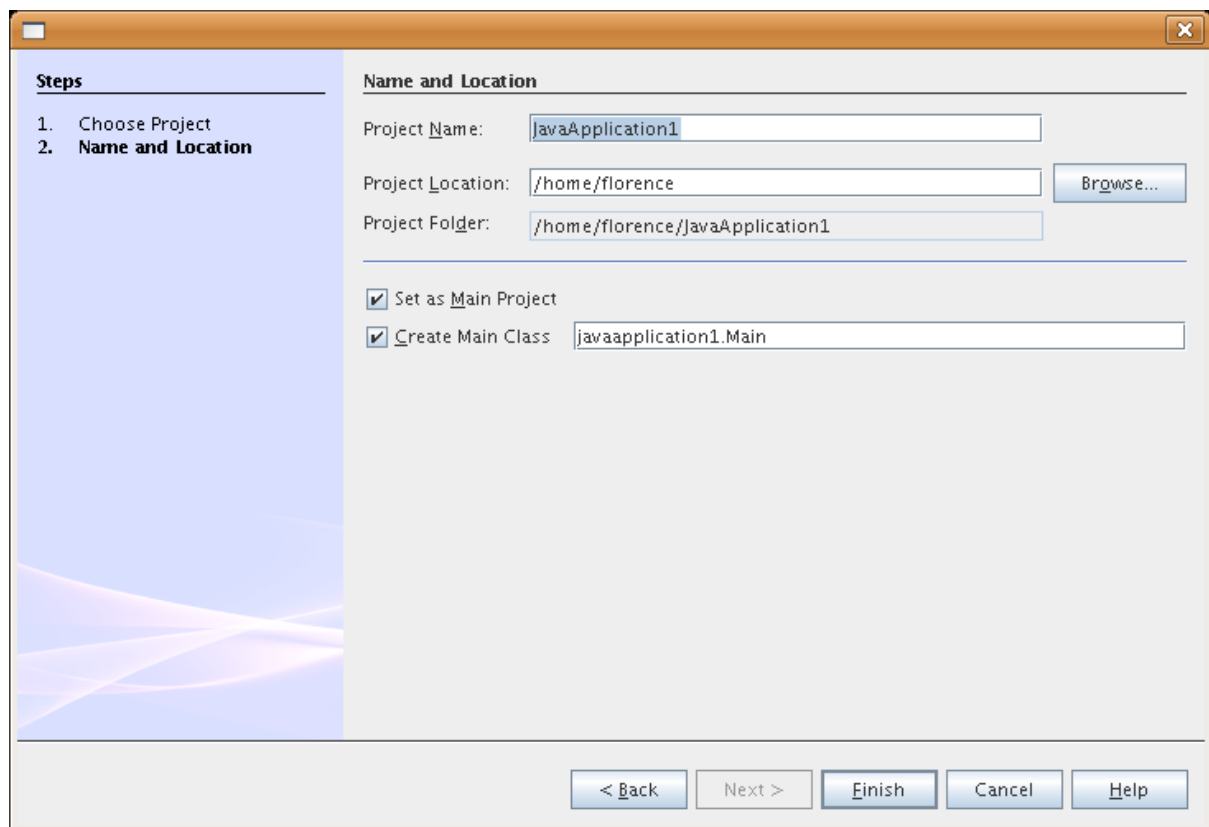 Steps
1. Choose Project
2. Name and Location
Name and Location
Project Name: JavaApplication1
Project Location: /home/florence Browse...
Project Folder: /home/florence/JavaApplication1
Set as Main Project
Create Main Class javaapplication1.Main
< Back Next > Finish Cancel Help